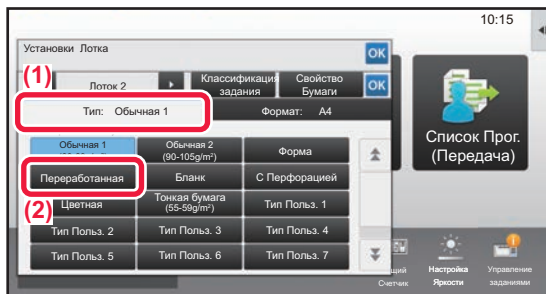 10:15
Установки Лотка
OK
(1)
Лоток 2
Классификация задания
Свойство Бумаги
OK
Тип: Обычная 1
Формат: A4
Обычная 1
Обычная 2 (90-105g/m²)
Форма
Переработанная
Бланк
С Перфорацией
(2)
Цветная
Тонкая бумага (55-59g/m²)
Тип Польз. 1
Тип Польз. 2
Тип Польз. 3
Тип Польз. 4
Тип Польз. 5
Тип Польз. 6
Тип Польз. 7
Список Прог. (Передача)
Счетчик
Настройка Яркости
Управление заданиями